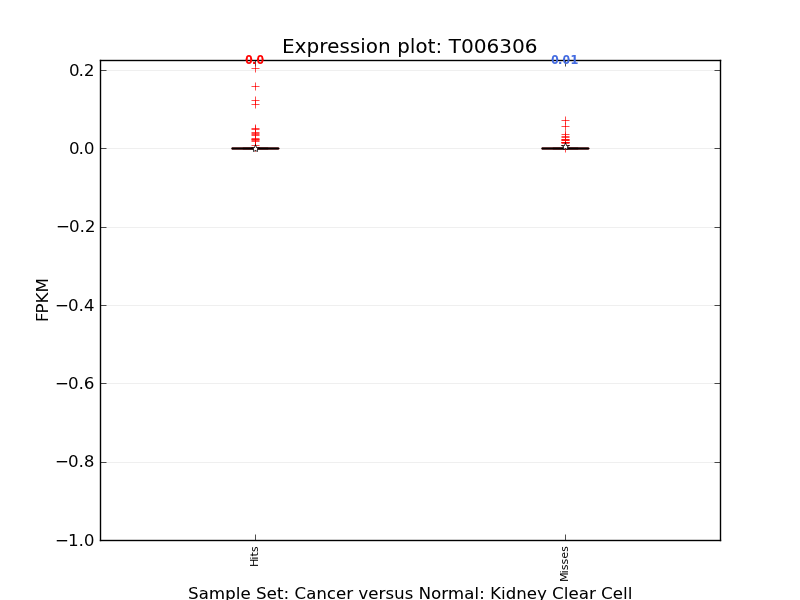 Expression plot: T006306
0.0
0.01
0.2
0.0
−0.2
−0.4
−0.6
−0.8
−1.0
FPKM
Hits
Misses
Sample Set: Cancer versus Normal: Kidney Clear Cell